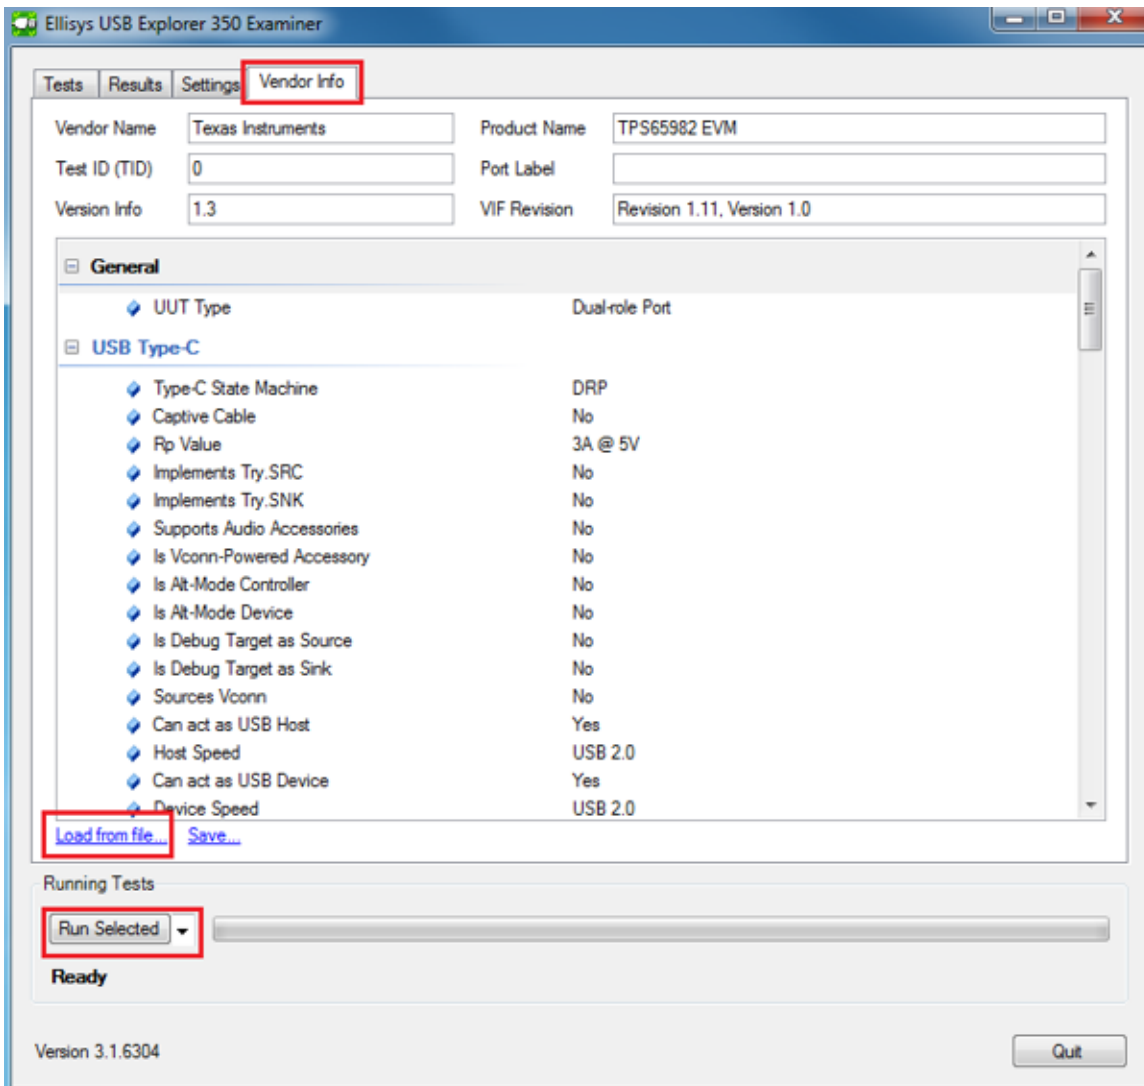 Ellisys USB Explorer 350 Examiner
Tests Results Settings Vendor Info
Vendor Name Texas Instruments Product Name TPS65982 EVM
Test ID (TID) 0 Port Label
Version Info 1.3 VIF Revision Revision 1.11, Version 1.0
General
UUT Type Dual-role Port
USB Type-C
Type-C State Machine DRP
Captive Cable No
Rp Value 3A @ 5V
Implements Try.SRC No
Implements Try.SNK No
Supports Audio Accessories No
Is Vconn-Powered Accessory No
Is Alt-Mode Controller No
Is Alt-Mode Device No
Is Debug Target as Source No
Is Debug Target as Sink No
Sources Vconn No
Can act as USB Host Yes
Host Speed USB 2.0
Can act as USB Device Yes
Device Speed USB 2.0
Load from file... Save...
Running Tests
Run Selected
Ready
Version 3.1.6304 Quit